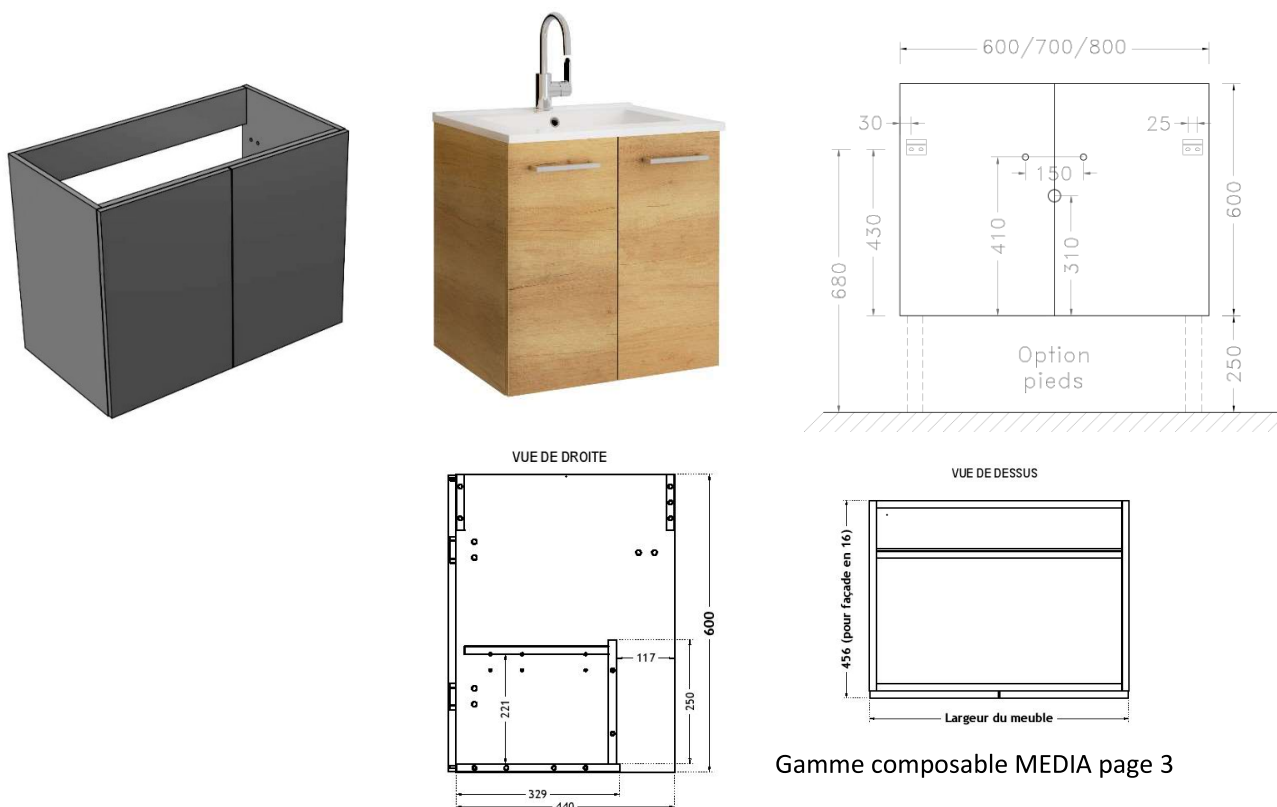 600/700/800
30
25
150
430
410
310
680
600
Option
pieds
250
VUE DE DROITE
600
117
221
250
329
440
VUE DE DESSUS
456 (pour façade en 16)
Largeur du meuble
Gamme composable MEDIA page 3